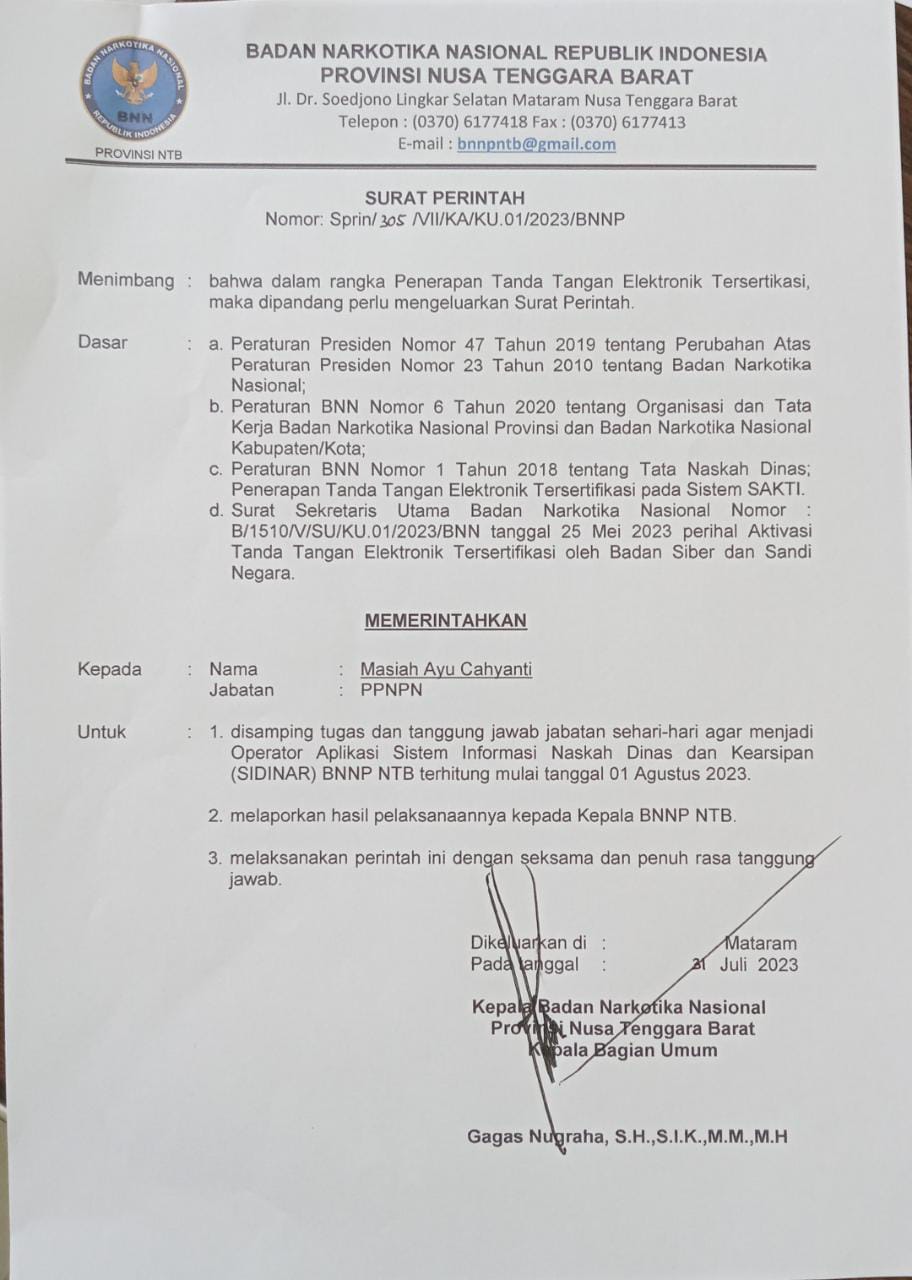 BADAN NARKOTIKA NASIONAL
BNN
REPUBLIK INDONESIA
PROVINSI NTB
BADAN NARKOTIKA NASIONAL REPUBLIK INDONESIA
PROVINSI NUSA TENGGARA BARAT
Jl. Dr. Soedjono Lingkar Selatan Mataram Nusa Tenggara Barat
Telepon : (0370) 6177418 Fax : (0370) 6177413
E-mail : bnnpntb@gmail.com
SURAT PERINTAH
Nomor: Sprin/ 305 /VII/KA/KU.01/2023/BNNP
Menimbang : bahwa dalam rangka Penerapan Tanda Tangan Elektronik Tersertikasi,
maka dipandang perlu mengeluarkan Surat Perintah.
Dasar : a. Peraturan Presiden Nomor 47 Tahun 2019 tentang Perubahan Atas
Peraturan Presiden Nomor 23 Tahun 2010 tentang Badan Narkotika
Nasional;
b. Peraturan BNN Nomor 6 Tahun 2020 tentang Organisasi dan Tata
Kerja Badan Narkotika Nasional Provinsi dan Badan Narkotika Nasional
Kabupaten/Kota;
c. Peraturan BNN Nomor 1 Tahun 2018 tentang Tata Naskah Dinas;
Penerapan Tanda Tangan Elektronik Tersertifikasi pada Sistem SAKTI.
d. Surat Sekretaris Utama Badan Narkotika Nasional Nomor :
B/1510/V/SU/KU.01/2023/BNN tanggal 25 Mei 2023 perihal Aktivasi
Tanda Tangan Elektronik Tersertifikasi oleh Badan Siber dan Sandi
Negara.
MEMERINTAHKAN
Kepada : Nama : Masiah Ayu Cahyanti
Jabatan : PPNPN
Untuk : 1. disamping tugas dan tanggung jawab jabatan sehari-hari agar menjadi
Operator Aplikasi Sistem Informasi Naskah Dinas dan Kearsipan
(SIDINAR) BNNP NTB terhitung mulai tanggal 01 Agustus 2023.
2. melaporkan hasil pelaksanaannya kepada Kepala BNNP NTB.
3. melaksanakan perintah ini dengan seksama dan penuh rasa tanggung
jawab.
Dikeluarkan di : Mataram
Pada tanggal : 31 Juli 2023
Kepala Badan Narkotika Nasional
Provinsi Nusa Tenggara Barat
Kepala Bagian Umum
Gagas Nugraha, S.H.,S.I.K.,M.M.,M.H